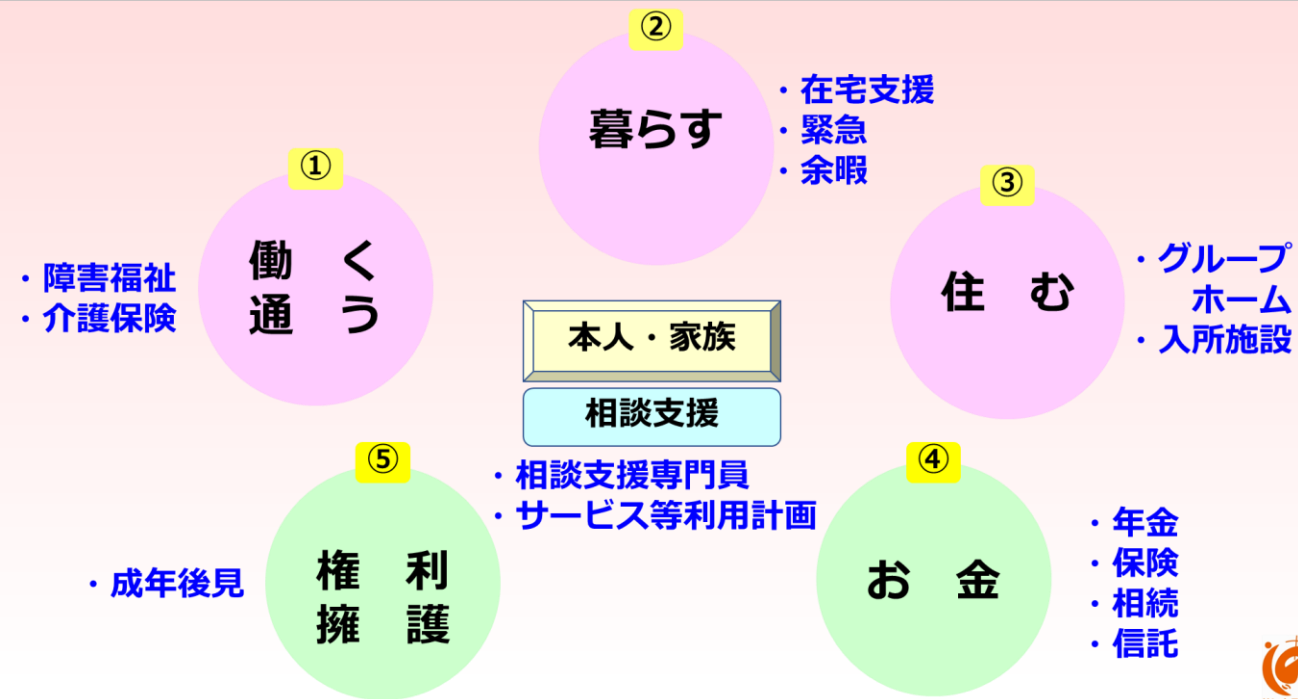 ①
働　く
通　う
・障害福祉
・介護保険
②
暮らす
・在宅支援
・緊急
・余暇
③
住　む
・グループ
ホーム
・入所施設
本人・家族
相談支援
・相談支援専門員
・サービス等利用計画
④
お　金
・年金
・保険
・相続
・信託
⑤
権　利
擁　護
・成年後見